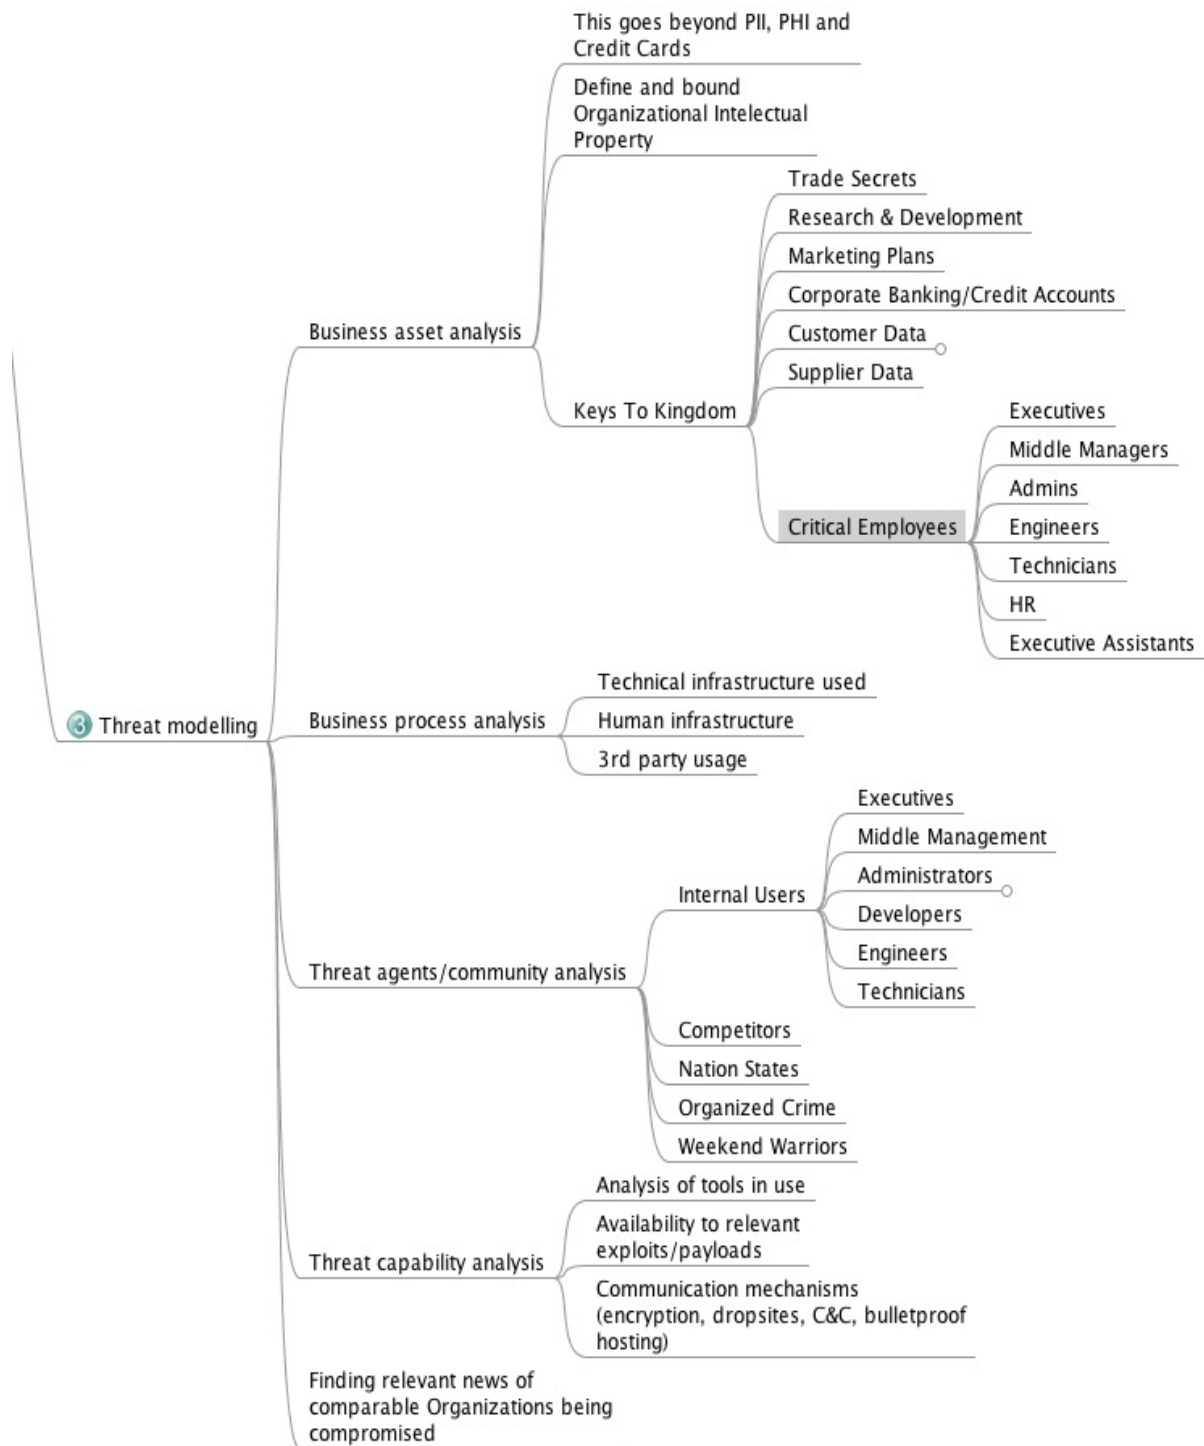 This goes beyond PII, PHI and
Credit Cards
Define and bound
Organizational Intelectual
Property
Trade Secrets
Research & Development
Marketing Plans
Corporate Banking/Credit Accounts
Business asset analysis
Customer Data
Supplier Data
Keys To Kingdom
Executives
Middle Managers
Admins
Critical Employees
Engineers
Technicians
HR
Executive Assistants
3 Threat modelling
Business process analysis
Technical infrastructure used
Human infrastructure
3rd party usage
Executives
Middle Management
Administrators
Internal Users
Developers
Engineers
Technicians
Threat agents/community analysis
Competitors
Nation States
Organized Crime
Weekend Warriors
Analysis of tools in use
Availability to relevant
exploits/payloads
Threat capability analysis
Communication mechanisms
(encryption, dropsites, C&C, bulletproof
hosting)
Finding relevant news of
comparable Organizations being
compromised